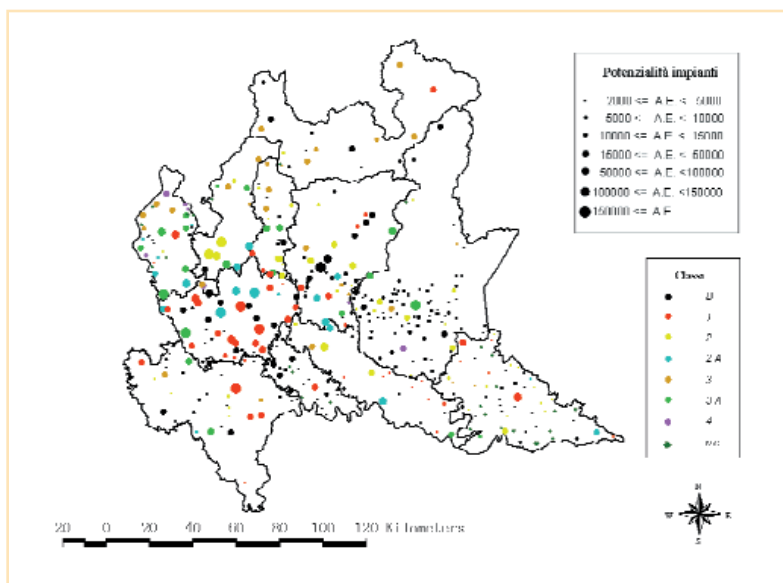 Potenzialità impianti
2000 <= A.E. < 5000
5000 <= A.E. < 10000
10000 <= A.E. < 15000
15000 <= A.E. < 50000
50000 <= A.E. <100000
100000 <= A.E. <150000
150000 <= A.E.
Classe
0
1
2
2 A
3
3 A
4
N
W E
S
20 0 20 40 60 80 100 120 Kilometers